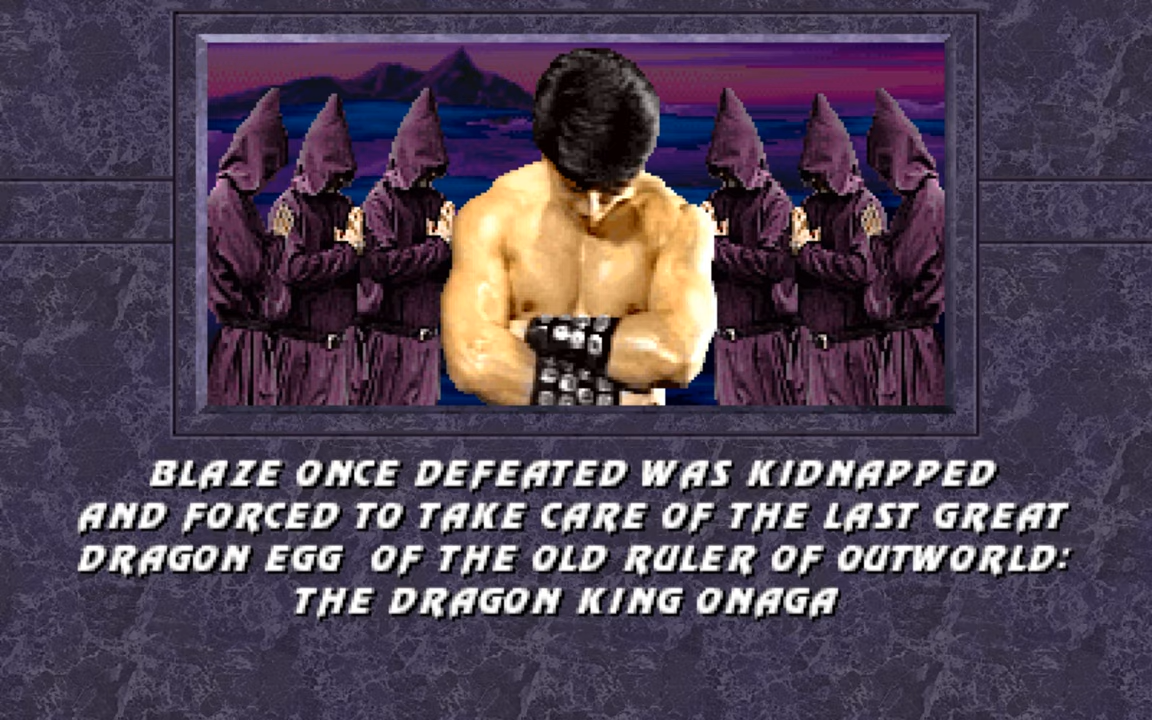 BLAZE ONCE DEFEATED WAS KIDNAPPED
AND FORCED TO TAKE CARE OF THE LAST GREAT
DRAGON EGG OF THE OLD RULER OF OUTWORLD:
THE DRAGON KING ONAGA